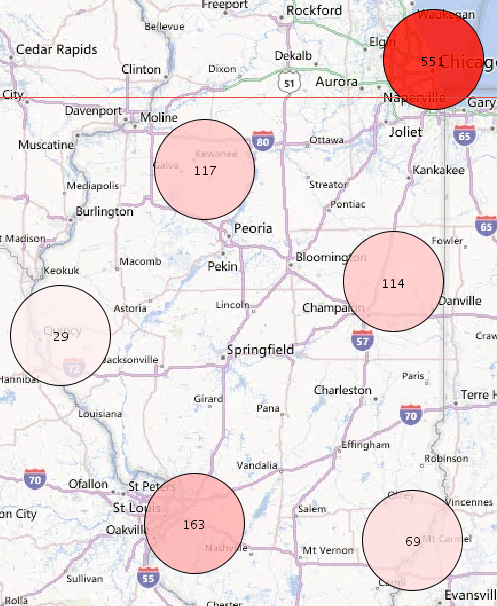 Freeport
Rockford
Waukegan
Bellevue
Elgin
Cedar Rapids
551
Chicago
Clinton
Dixon
Dekalb
51
Aurora
Naperville
City
Gary
Davenport
Moline
Joliet
Muscatine
80
Ottawa
65
Kewanee
Galva
117
Kankakee
Mediapolis
Streator
Burlington
Pontiac
65
t Madison
Peoria
Fowler
Keokuk
Macomb
Pekin
Bloomington
114
Astoria
Lincoln
Champai
Danville
Quincy
29
57
Craw
Jacksonville
72
Springfield
Hannibal
Paris
Girard
Charleston
Terre H
Louisiana
Pana
70
Effingham
Vandalia
Robinson
70
Ofallon
St Peters
Olney
Vincennes
on City
St Louis
Salem
163
Oakville
69
Mt Carmel
Nashville
Mt Vernon
55
Sullivan
Carmi
Rolla
Chester
Evansville